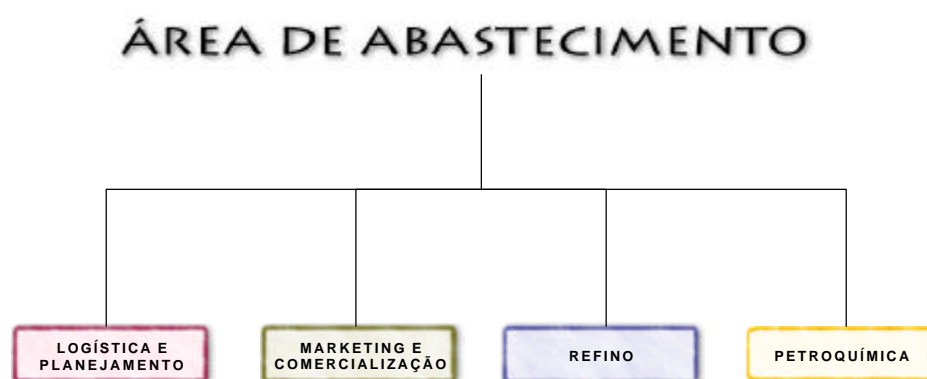 ÁREA DE ABASTECIMENTO
LOGÍSTICA E
PLANEJAMENTO
MARKETING E
COMERCIALIZAÇÃO
REFINO
PETROQUÍMICA